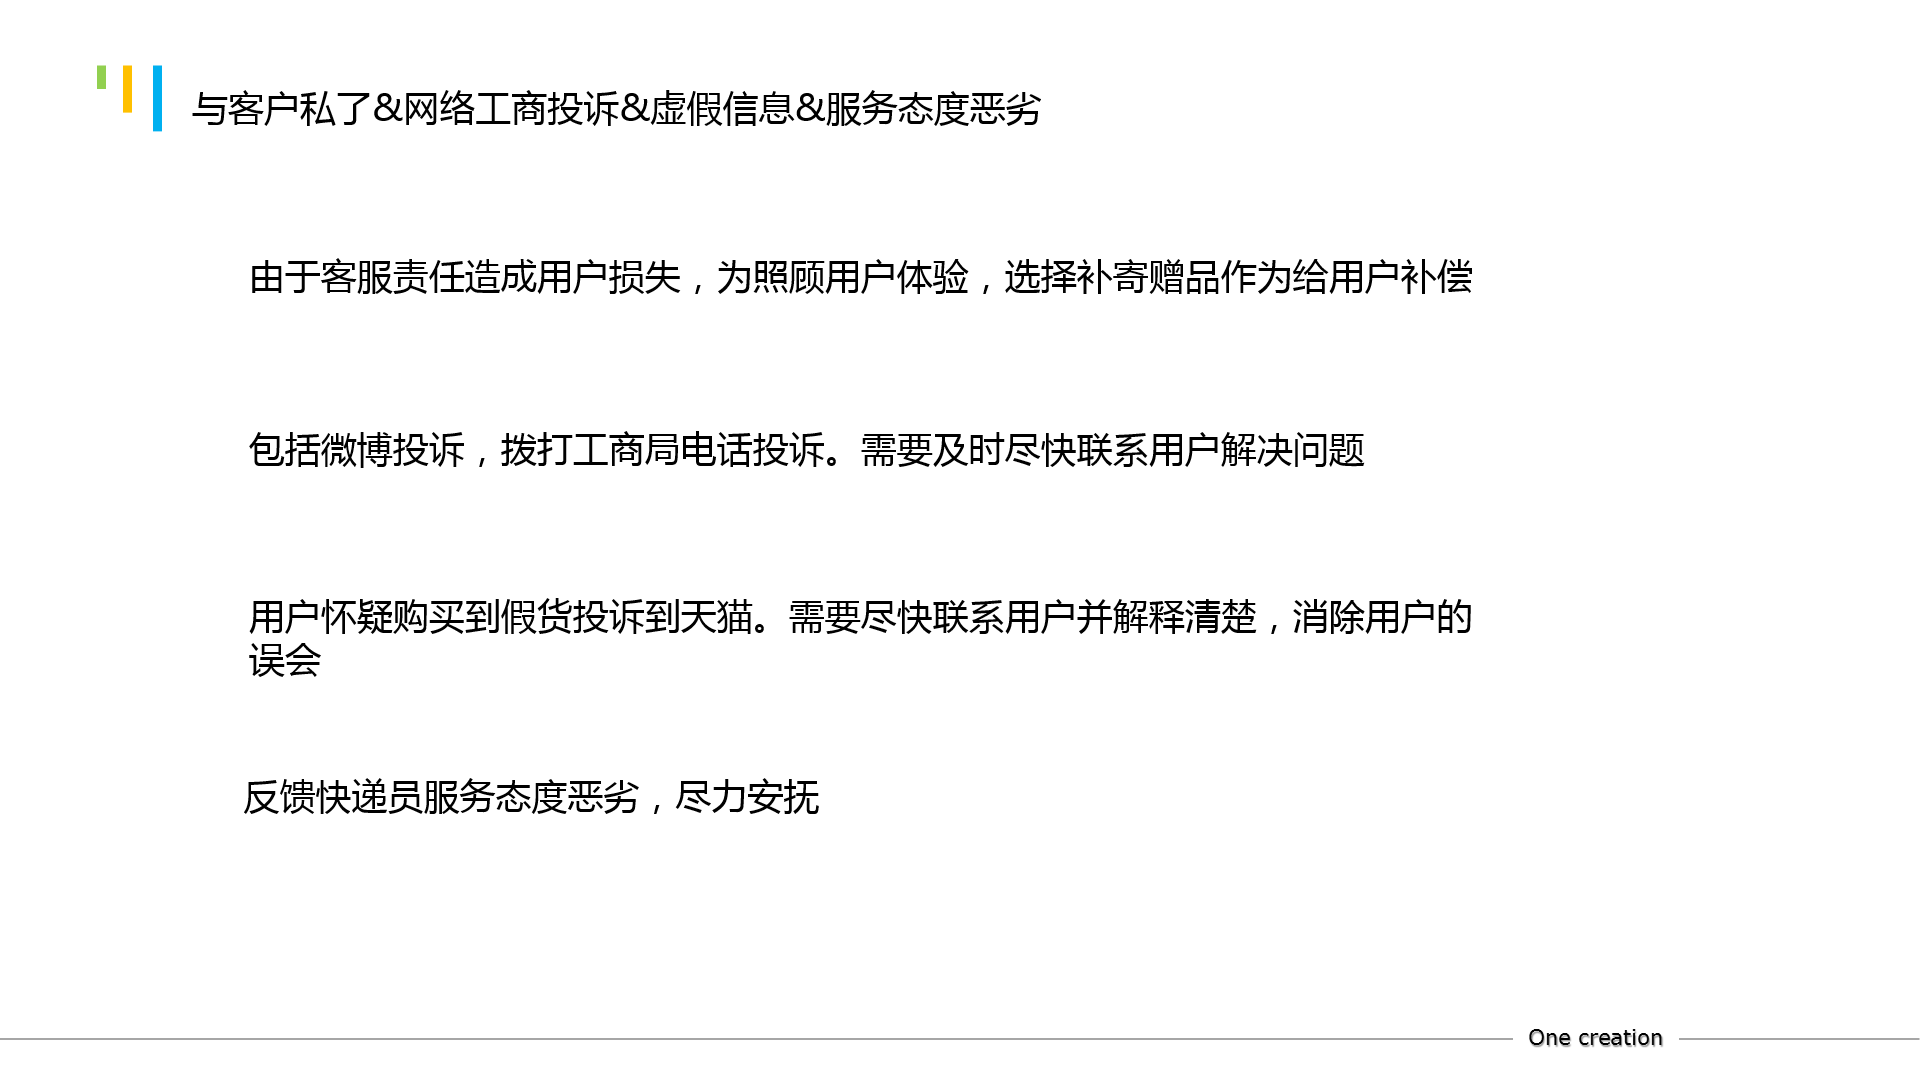 与客户私了&网络工商投诉&虚假信息&服务态度恶劣
由于客服责任造成用户损失，为照顾用户体验，选择补寄赠品作为给用户补偿
包括微博投诉，拨打工商局电话投诉。需要及时尽快联系用户解决问题
用户怀疑购买到假货投诉到天猫。需要尽快联系用户并解释清楚，消除用户的
误会
反馈快递员服务态度恶劣，尽力安抚
One creation